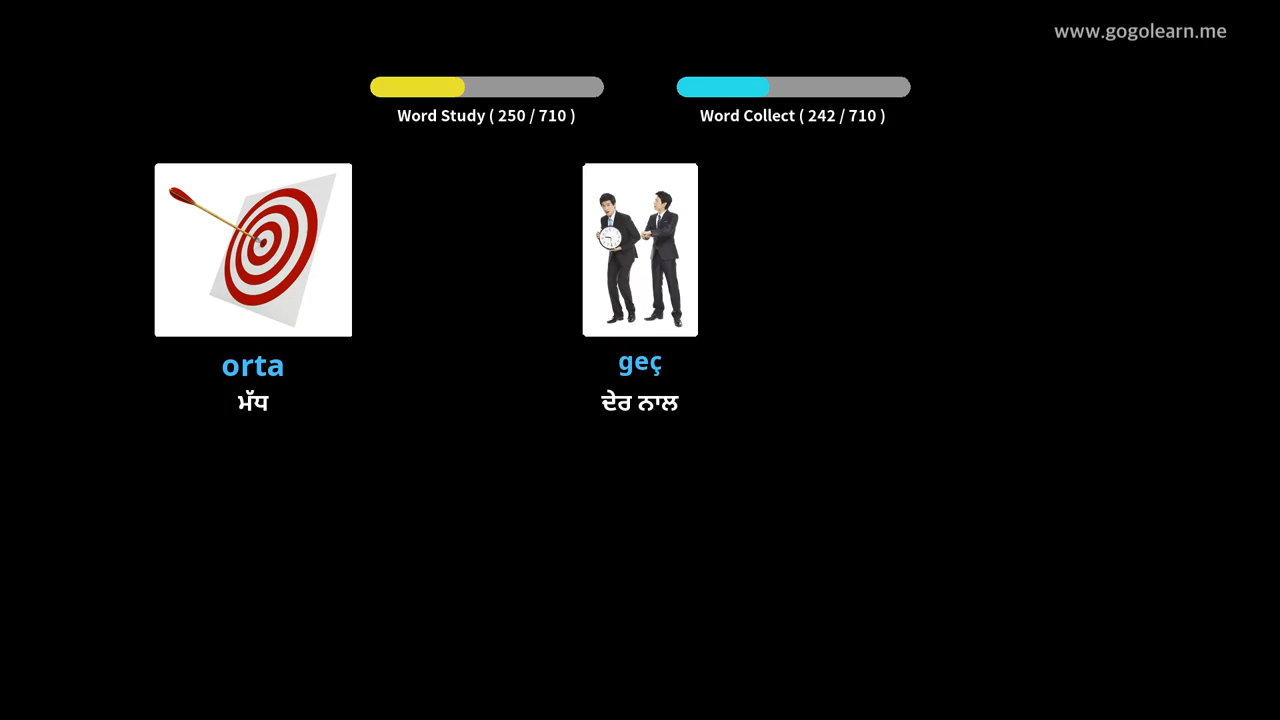 www.gogolearn.me
Word Study ( 250 / 710 )
Word Collect ( 242 / 710 )
orta
ਮੱਧ
geç
ਦੇਰ ਨਾਲ